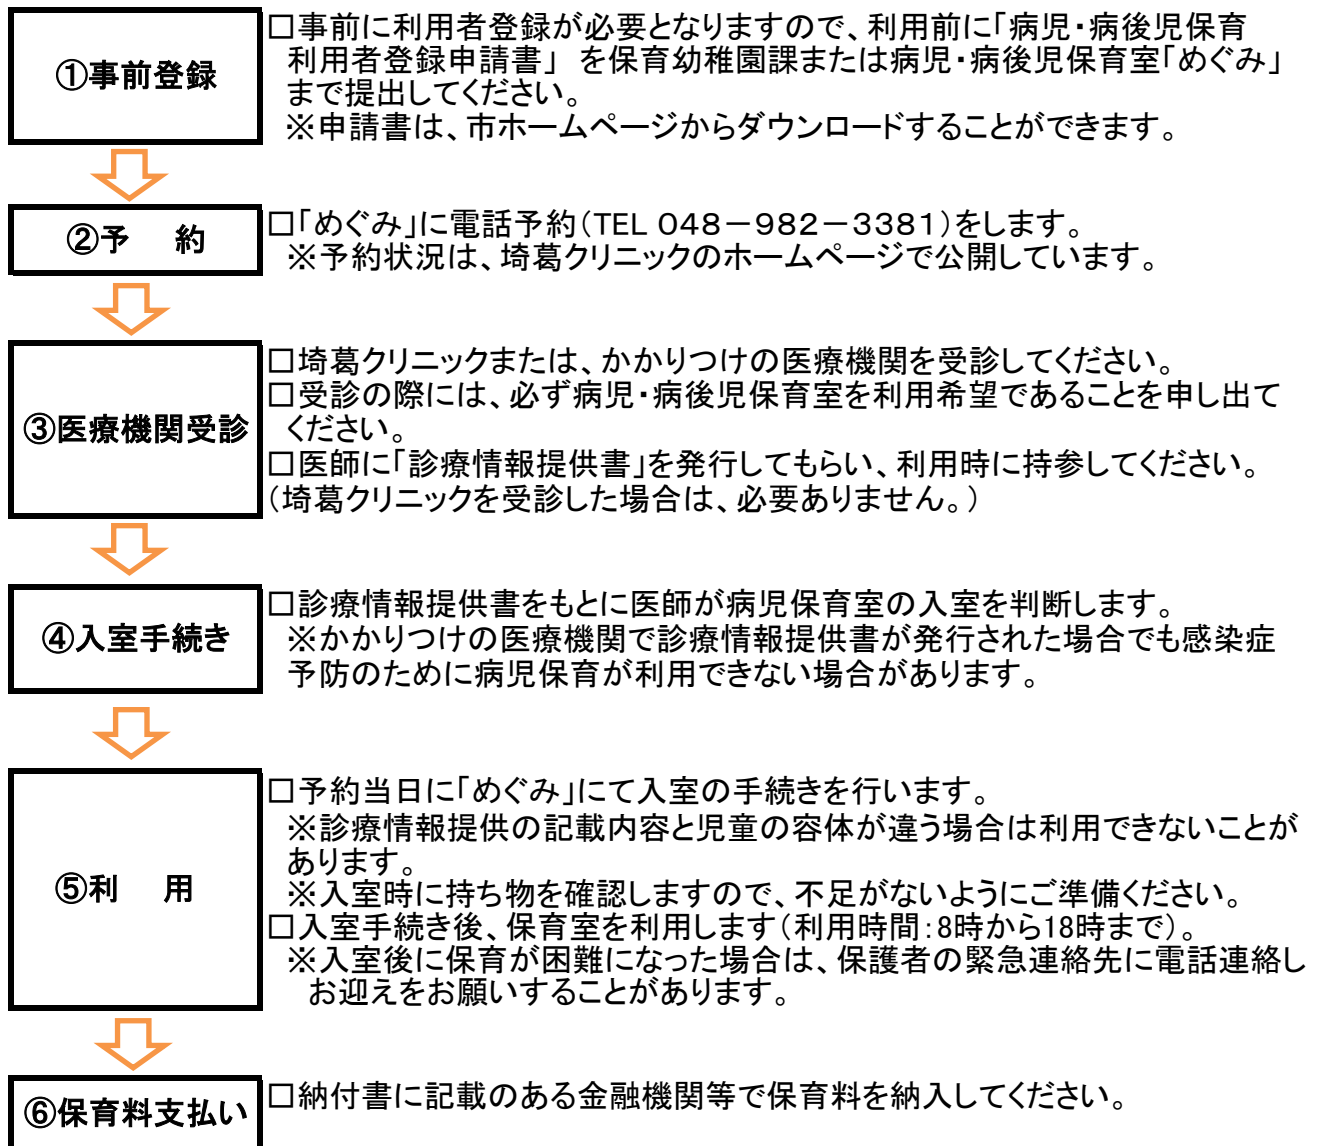 ①事前登録
□事前に利用者登録が必要となりますので、利用前に「病児・病後児保育
利用者登録申請書」 を保育幼稚園課または病児・病後児保育室「めぐみ」
まで提出してください。
※申請書は、市ホームページからダウンロードすることができます。
②予　約
□「めぐみ」に電話予約(TEL 048-982-3381)をします。
※予約状況は、埼葛クリニックのホームページで公開しています。
③医療機関受診
□埼葛クリニックまたは、かかりつけの医療機関を受診してください。
□受診の際には、必ず病児・病後児保育室を利用希望であることを申し出て
ください。
□医師に「診療情報提供書」を発行してもらい、利用時に持参してください。
(埼葛クリニックを受診した場合は、必要ありません。)
④入室手続き
□診療情報提供書をもとに医師が病児保育室の入室を判断します。
※かかりつけの医療機関で診療情報提供書が発行された場合でも感染症
予防のために病児保育が利用できない場合があります。
⑤利　用
□予約当日に「めぐみ」にて入室の手続きを行います。
※診療情報提供の記載内容と児童の容体が違う場合は利用できないことが
あります。
※入室時に持ち物を確認しますので、不足がないようにご準備ください。
□入室手続き後、保育室を利用します(利用時間:8時から18時まで)。
※入室後に保育が困難になった場合は、保護者の緊急連絡先に電話連絡し
お迎えをお願いすることがあります。
⑥保育料支払い
□納付書に記載のある金融機関等で保育料を納入してください。